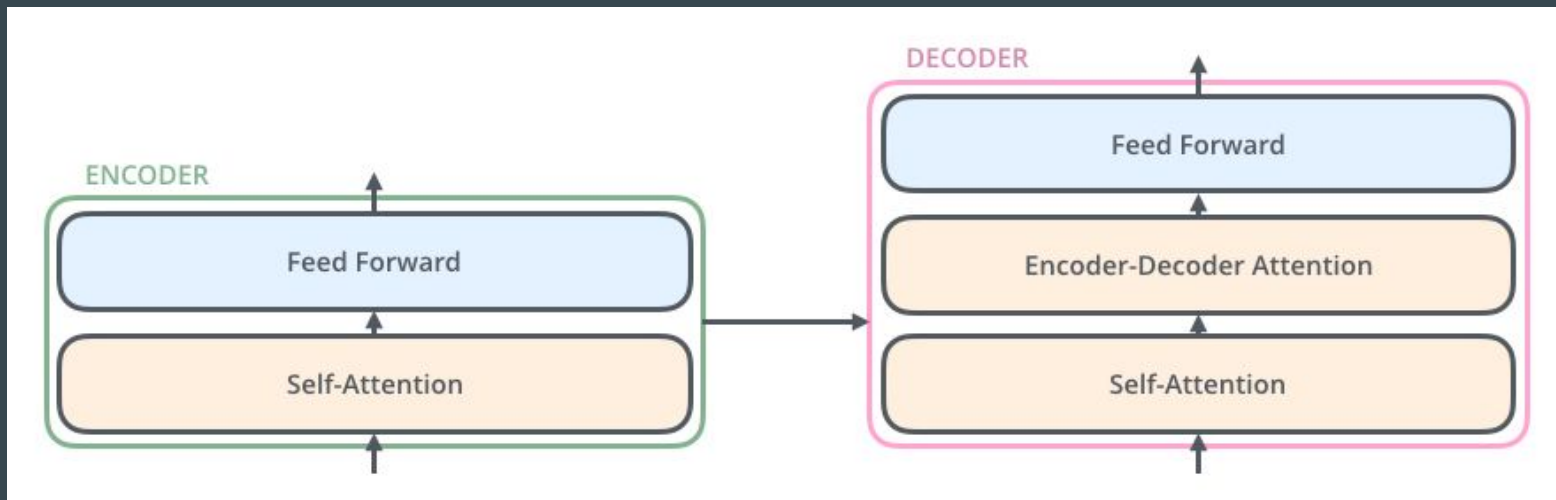 ENCODER
Feed Forward
Self-Attention
DECODER
Feed Forward
Encoder-Decoder Attention
Self-Attention